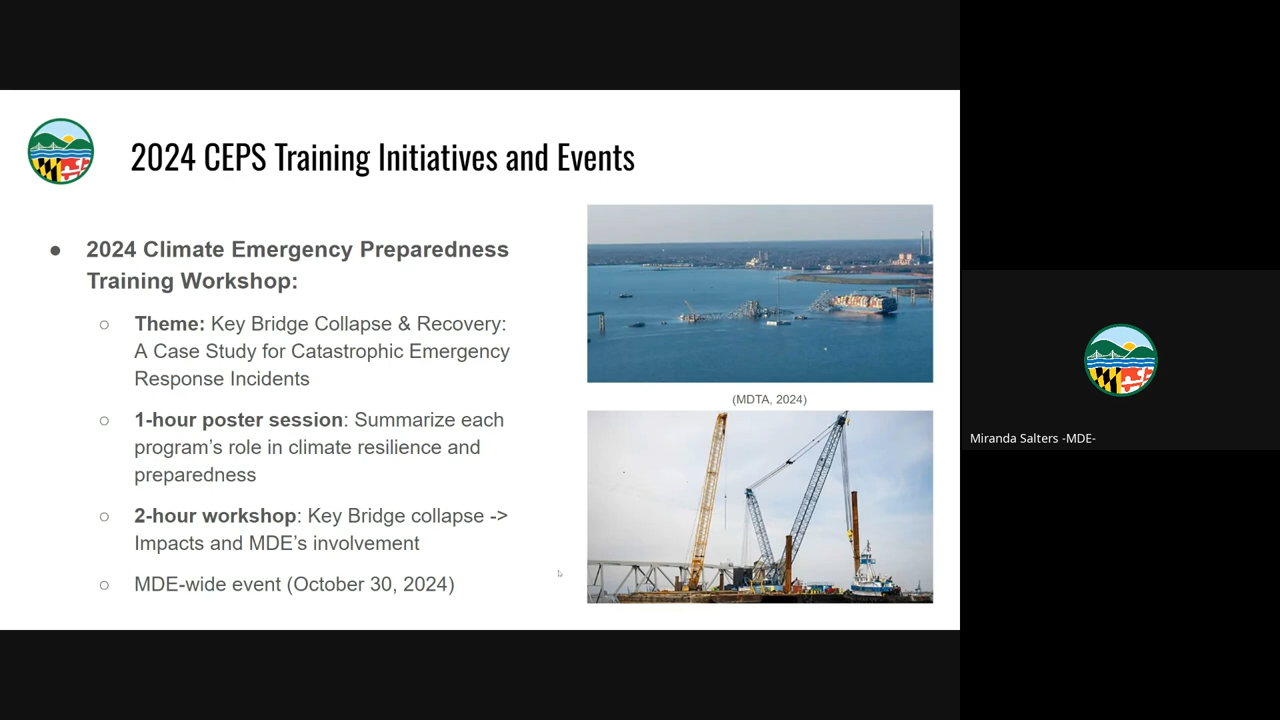 2024 CEPS Training Initiatives and Events
● 2024 Climate Emergency Preparedness
Training Workshop:
○ Theme: Key Bridge Collapse & Recovery:
A Case Study for Catastrophic Emergency
Response Incidents
○ 1-hour poster session: Summarize each
program’s role in climate resilience and
preparedness
○ 2-hour workshop: Key Bridge collapse ->
Impacts and MDE’s involvement
○ MDE-wide event (October 30, 2024)
(MDTA, 2024)
Miranda Salters -MDE-